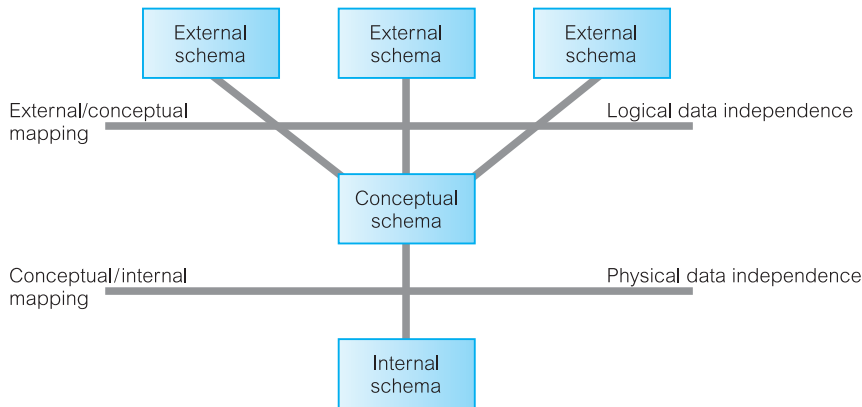 External
schema
External
schema
External
schema
External/conceptual
mapping
Logical data independence
Conceptual
schema
Conceptual/internal
mapping
Physical data independence
Internal
schema